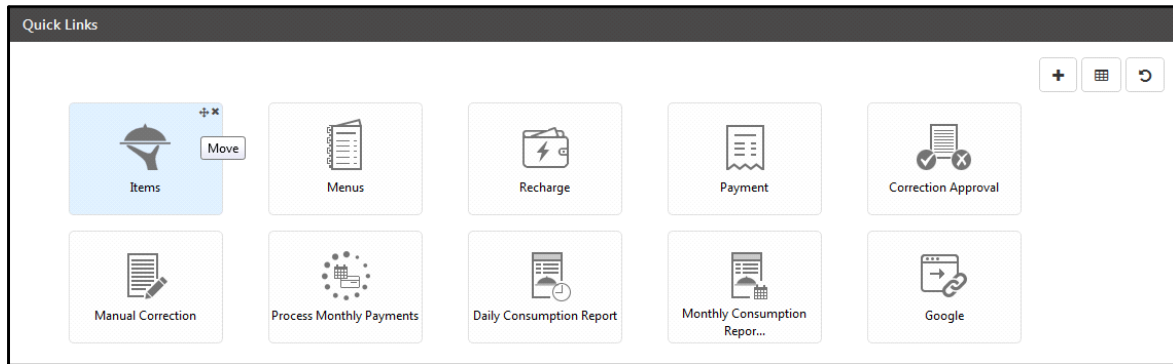 Quick Links
Move
Items
Menus
Recharge
Payment
Correction Approval
Manual Correction
Process Monthly Payments
Daily Consumption Report
Monthly Consumption
Repor...
Google